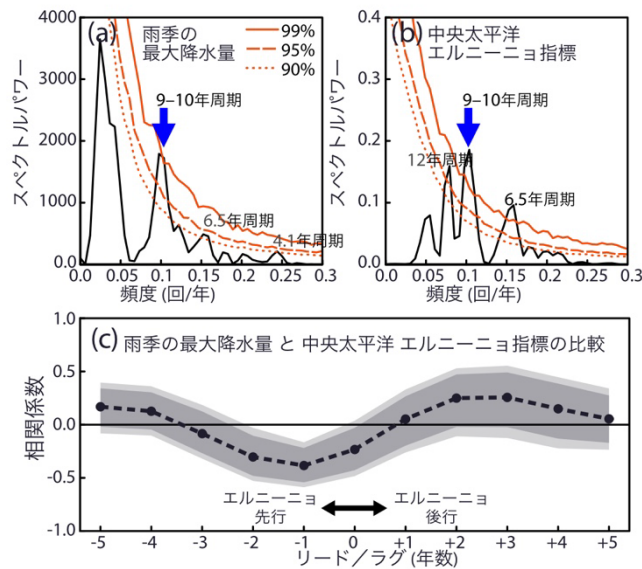 (a) 雨季の
最大降水量
99%
95%
90%
9–10年周期
6.5年周期
4.1年周期
スペクトルパワー
4000
3000
2000
1000
0.0
0.0 0.05 0.1 0.15 0.2 0.25 0.3
頻度 (回/年)
(b) 中央太平洋
エルニーニョ指標
9–10年周期
12年周期
6.5年周期
スペクトルパワー
0.4
0.3
0.2
0.1
0.0
0.0 0.05 0.1 0.15 0.2 0.25 0.3
頻度 (回/年)
(c) 雨季の最大降水量 と 中央太平洋 エルニーニョ指標の比較
相関係数
1.0
0.5
0.0
-0.5
-1.0
エルニーニョ
先行
エルニーニョ
後行
-5 -4 -3 -2 -1 0 +1 +2 +3 +4 +5
リード／ラグ (年数)